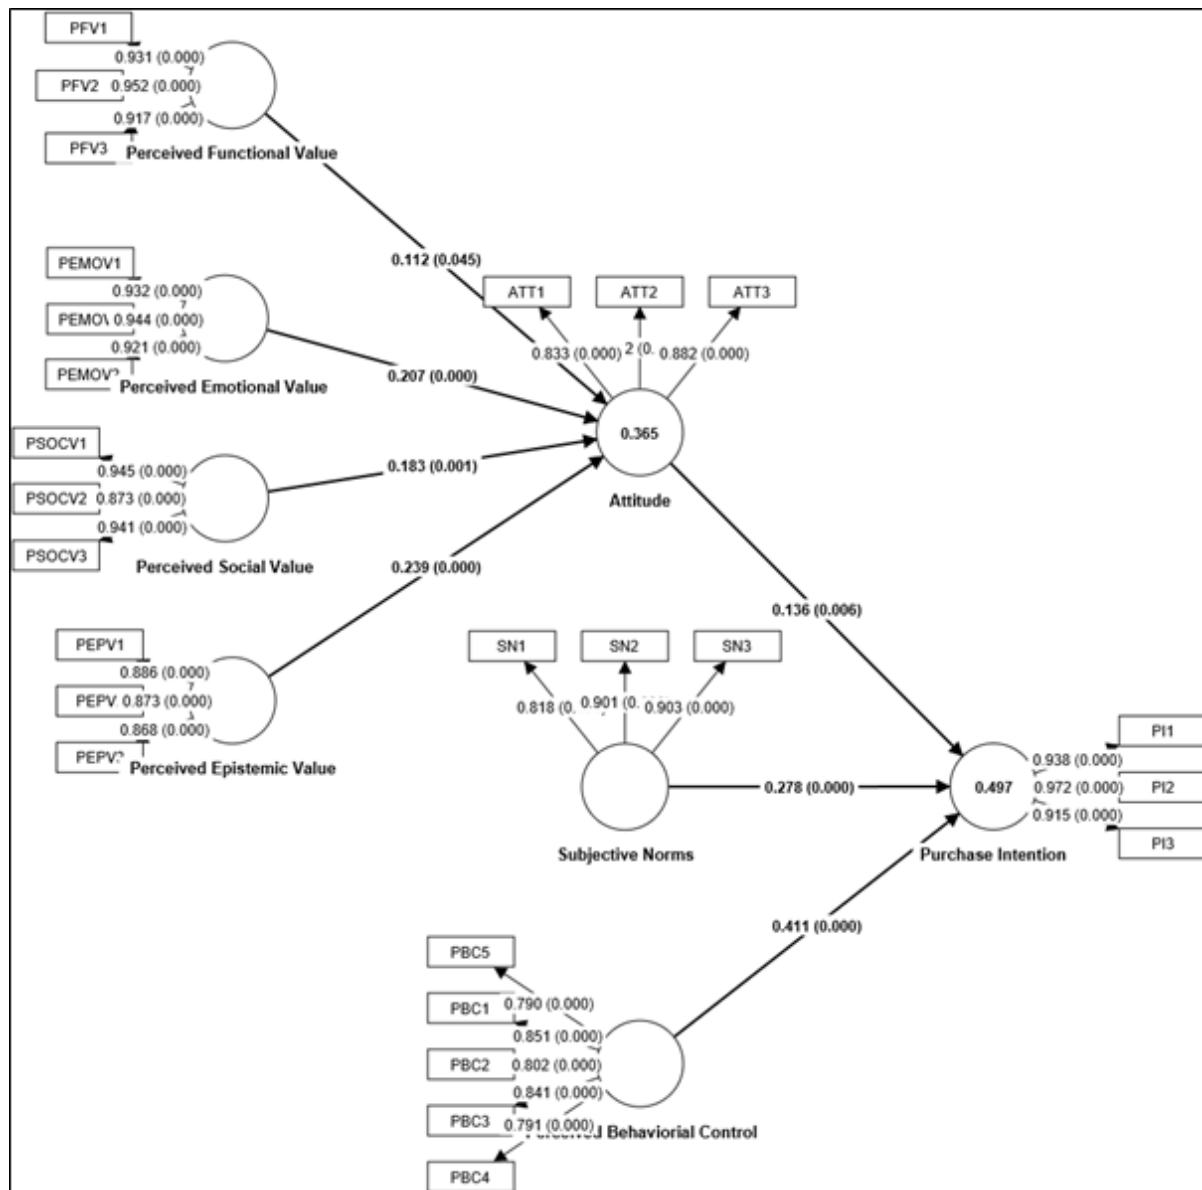 PFV1
0.931 (0.000)
PFV2
0.952 (0.000)
0.917 (0.000)
PFV3
Perceived Functional Value
0.112 (0.045)
PEMOV1
0.932 (0.000)
0.944 (0.000)
0.921 (0.000)
Perceived Emotional Value
0.207 (0.000)
ATT1
ATT2
ATT3
0.833 (0.000)
2 (0.
0.882 (0.000)
0.365
Attitude
PSOCV1
0.945 (0.000)
PSOCV2
0.873 (0.000)
0.941 (0.000)
PSOCV3
Perceived Social Value
0.183 (0.001)
0.239 (0.000)
PEPV1
0.886 (0.000)
PEPV
0.873 (0.000)
0.868 (0.000)
Perceived Epistemic Value
0.136 (0.006)
SN1
SN2
SN3
0.818 (0.
0.901 (0.
0.903 (0.000)
Subjective Norms
0.278 (0.000)
0.497
Purchase Intention
PI1
0.938 (0.000)
0.972 (0.000)
PI2
0.915 (0.000)
PI3
0.411 (0.000)
PBC5
0.790 (0.000)
PBC1
0.851 (0.000)
PBC2
0.802 (0.000)
0.841 (0.000)
PBC3
0.791 (0.000)
Behaviorial Control
PBC4